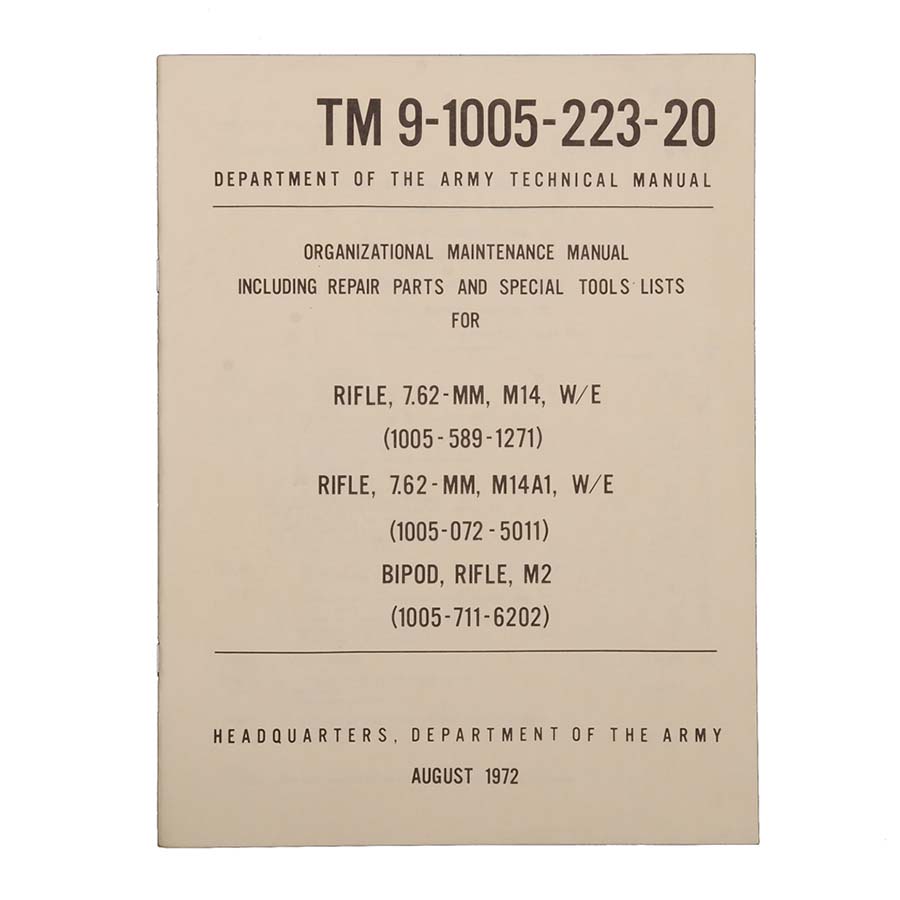 TM 9-1005-223-20
DEPARTMENT OF THE ARMY TECHNICAL MANUAL
ORGANIZATIONAL MAINTENANCE MANUAL
INCLUDING REPAIR PARTS AND SPECIAL TOOLS LISTS
FOR
RIFLE, 7.62-MM, M14, W/E
(1005-589-1271)
RIFLE, 7.62-MM, M14A1, W/E
(1005-072-5011)
BIPOD, RIFLE, M2
(1005-711-6202)
HEADQUARTERS, DEPARTMENT OF THE ARMY
AUGUST 1972